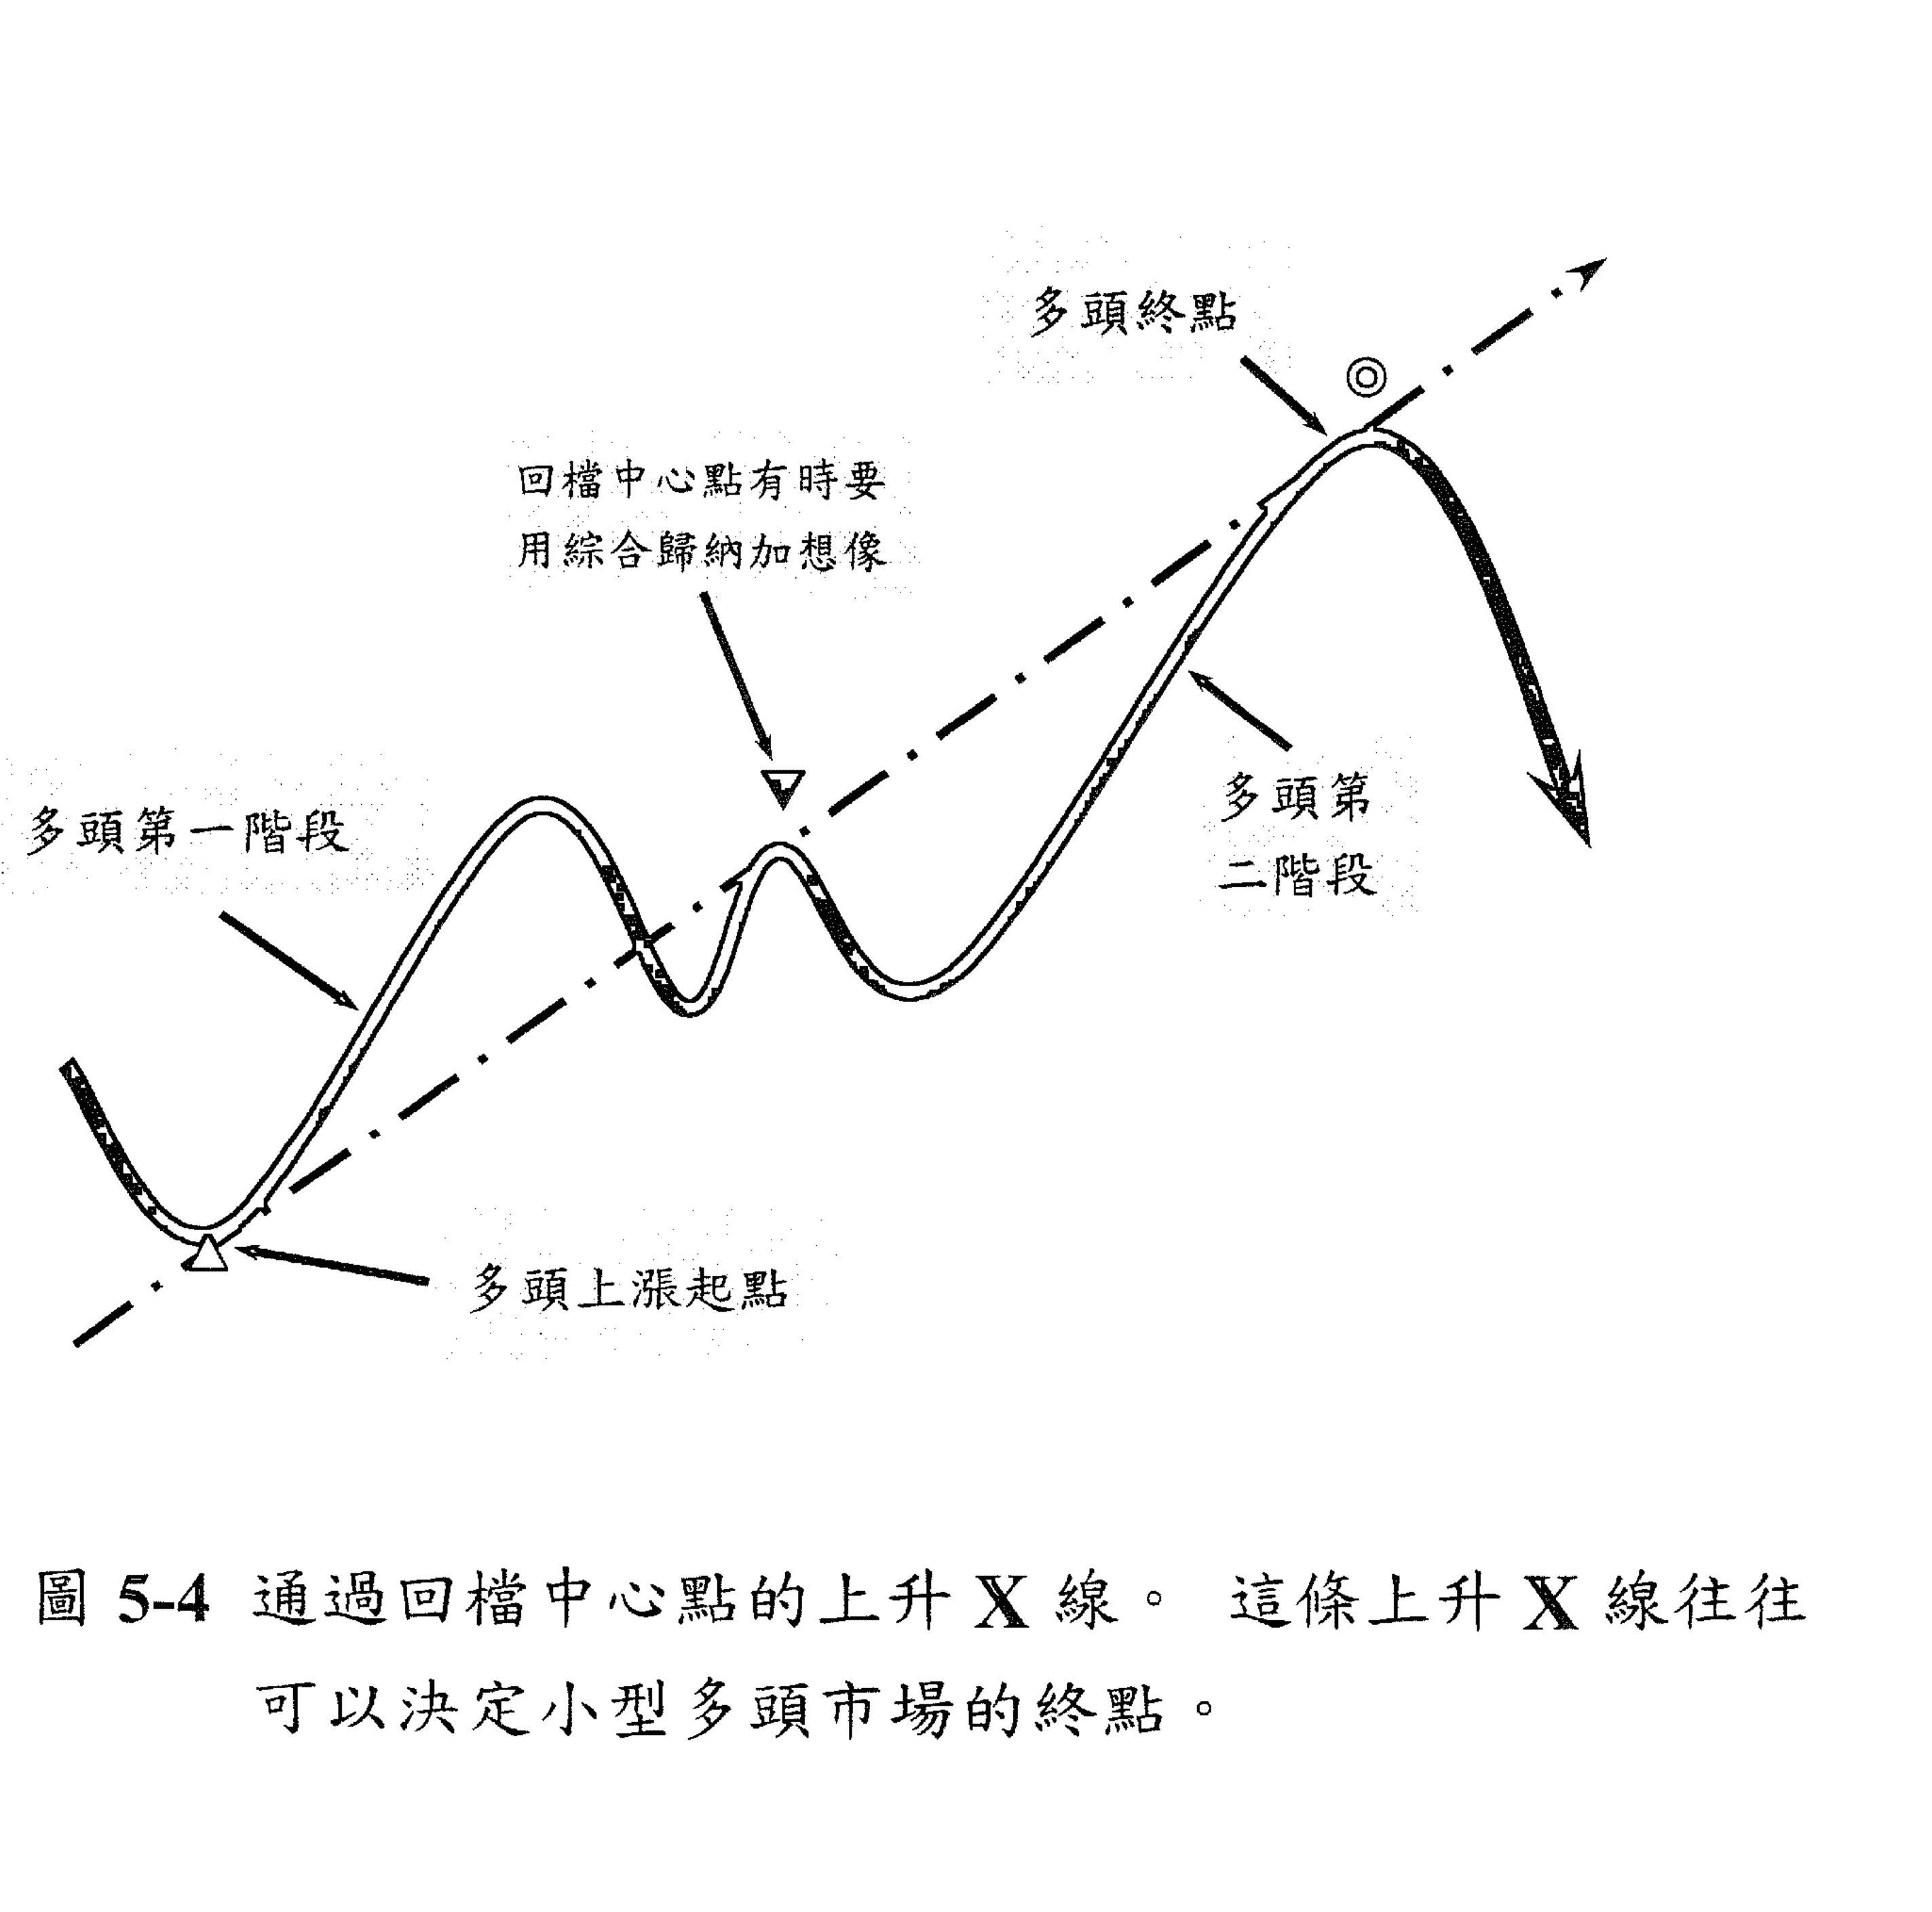 多頭終點
回檔中心點有時要
用綜合歸納加想像
多頭第一階段
多頭第
二階段
多頭上漲起點
圖 5-4 通過回檔中心點的上升 X 線。 這條上升 X 線往往
可以決定小型多頭市場的終點。